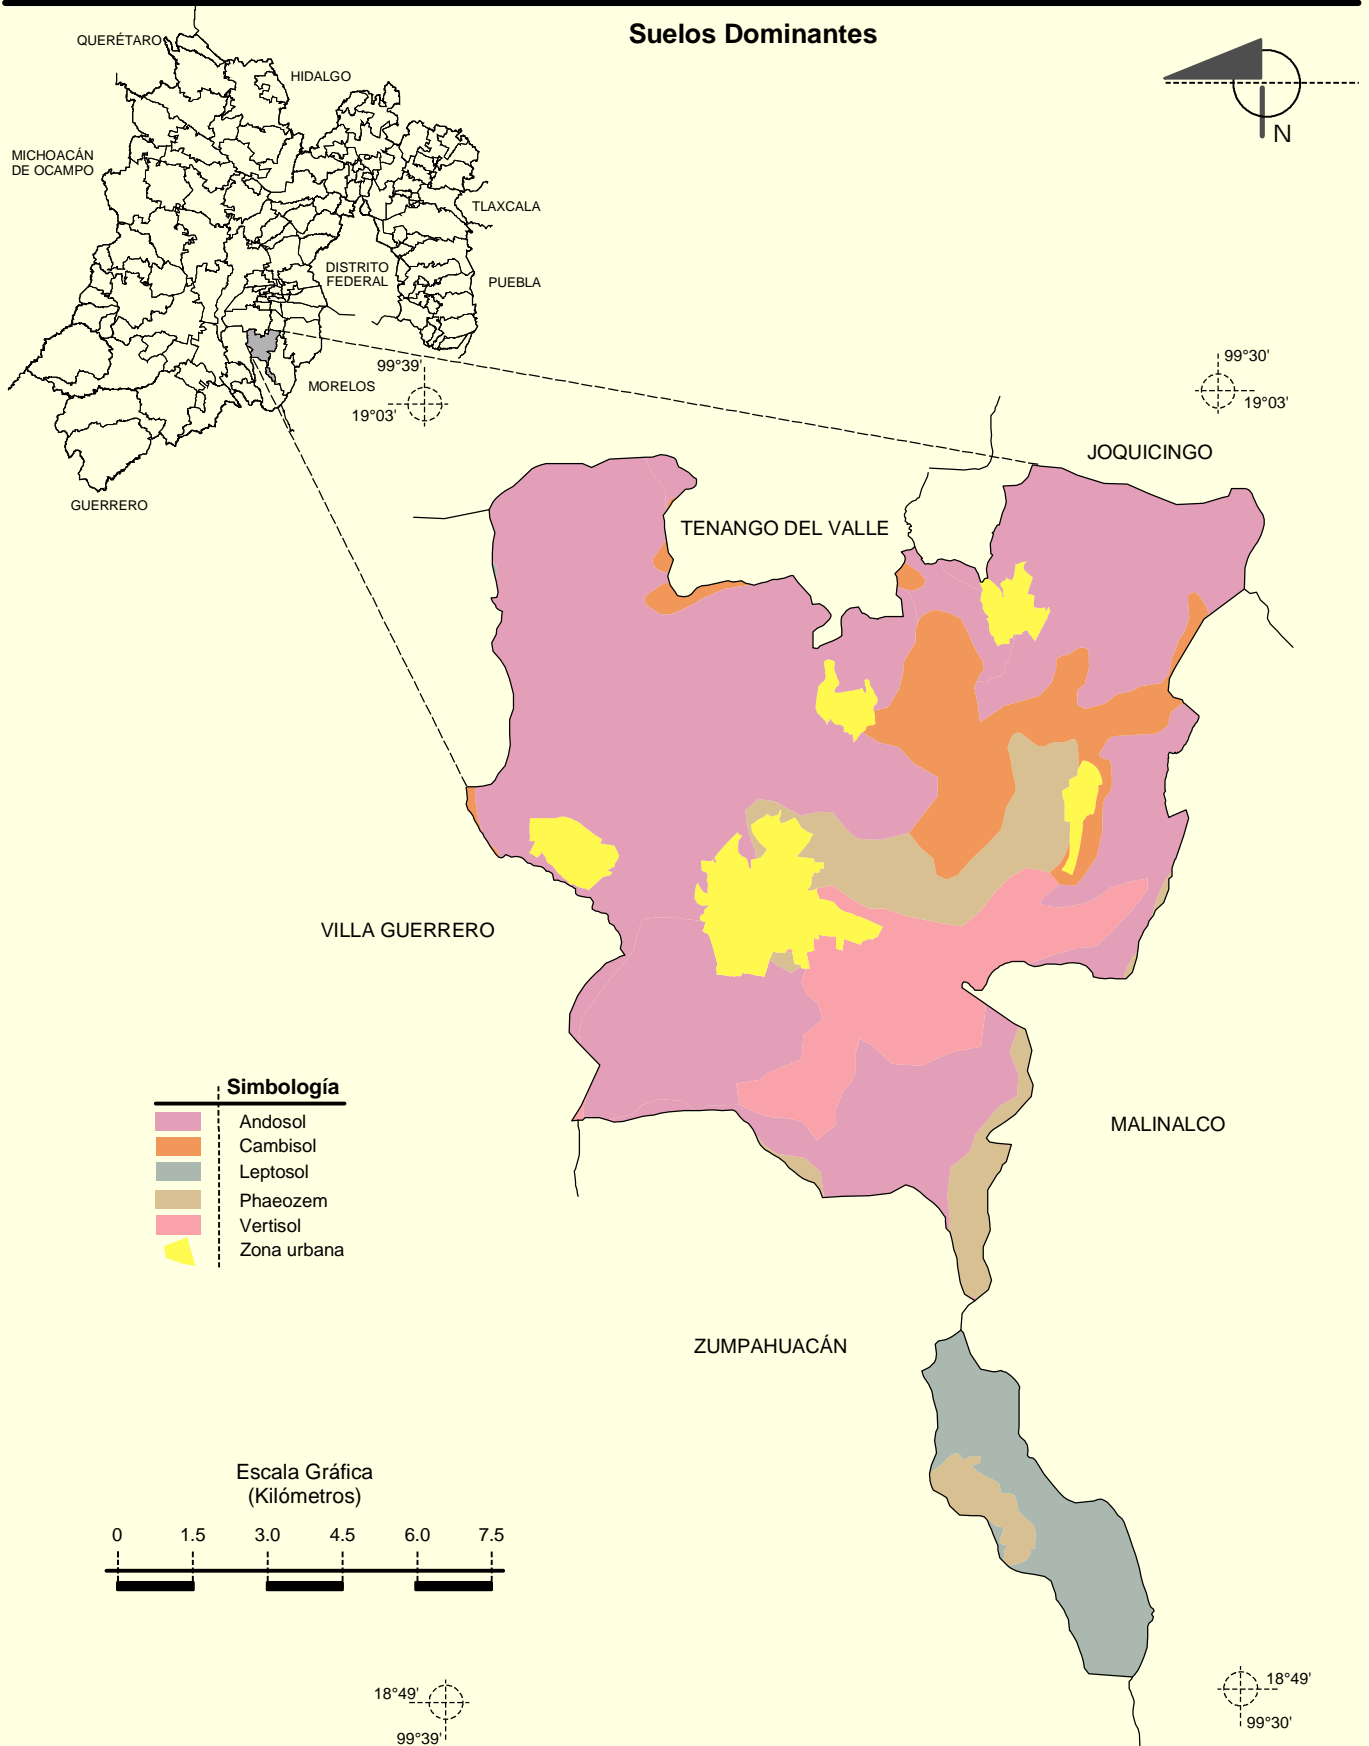 Suelos Dominantes
QUERÉTARO
HIDALGO
MICHOACÁN
DE OCAMPO
TLAXCALA
DISTRITO
FEDERAL
PUEBLA
MORELOS
GUERRERO
N
99°39'
19°03'
99°30'
19°03'
JOQUICINGO
TENANGO DEL VALLE
VILLA GUERRERO
MALINALCO
ZUMPAHUACÁN
Simbología
Andosol
Cambisol
Leptosol
Phaeozem
Vertisol
Zona urbana
Escala Gráfica
(Kilómetros)
0 1.5 3.0 4.5 6.0 7.5
18°49'
99°39'
18°49'
99°30'